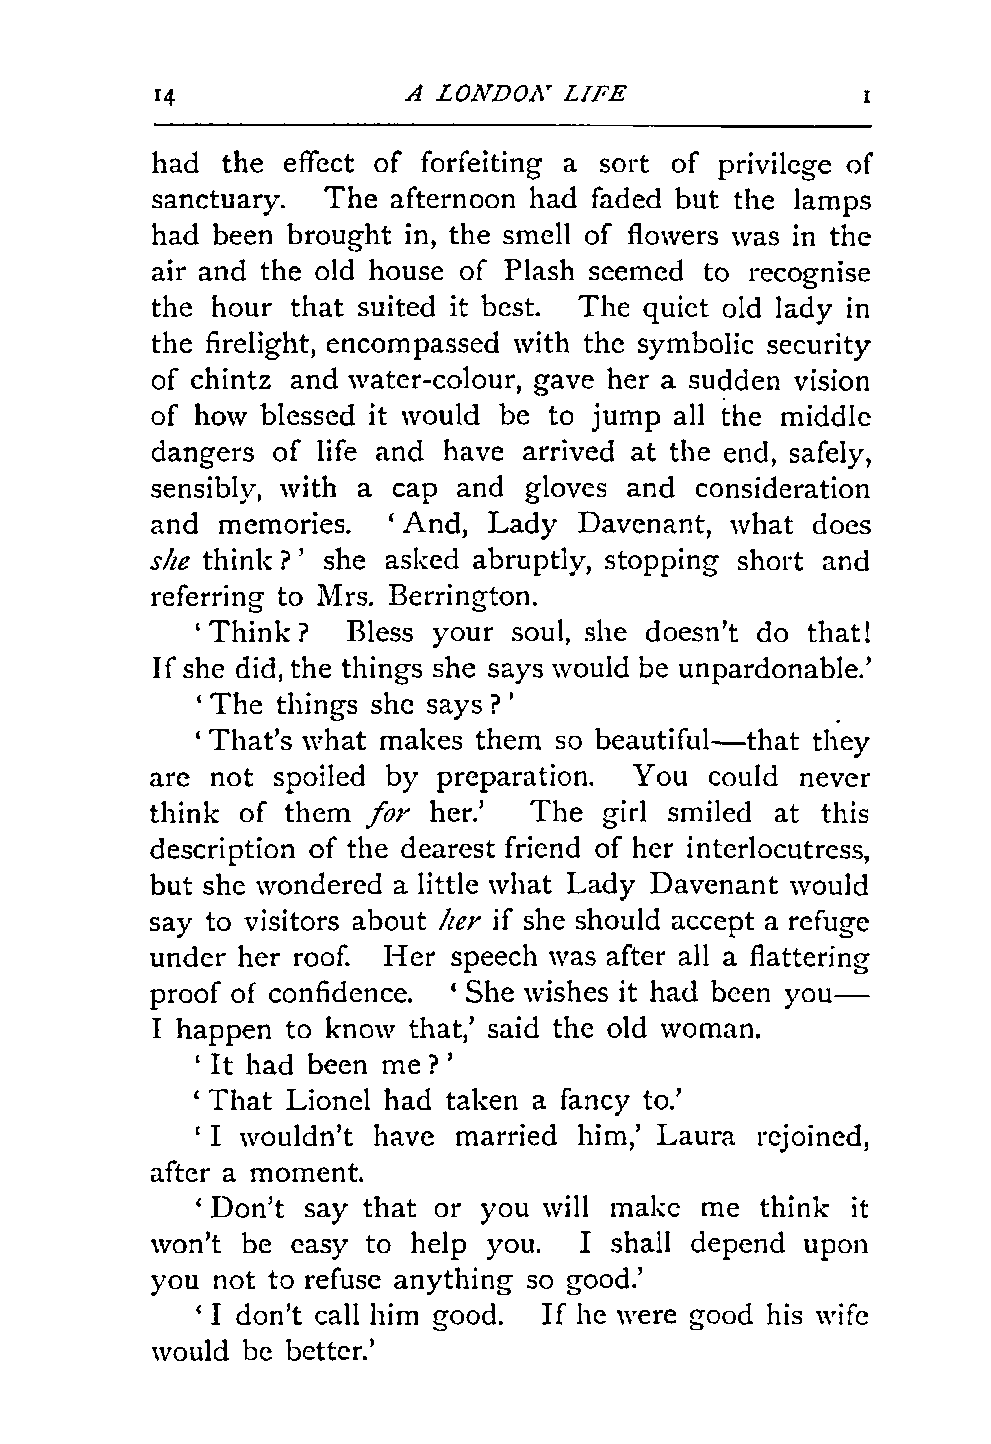 14 A LONDON LIFE I
had the effect of forfeiting a sort of privilege of
sanctuary. The afternoon had faded but the lamps
had been brought in, the smell of flowers was in the
air and the old house of Plash seemed to recognise
the hour that suited it best. The quiet old lady in
the firelight, encompassed with the symbolic security
of chintz and water-colour, gave her a sudden vision
of how blessed it would be to jump all the middle
dangers of life and have arrived at the end, safely,
sensibly, with a cap and gloves and consideration
and memories. ‘And, Lady Davenant, what does
she think?’ she asked abruptly, stopping short and
referring to Mrs. Berrington.
‘Think? Bless your soul, she doesn’t do that!
If she did, the things she says would be unpardonable.’
‘The things she says?’
‘That’s what makes them so beautiful—that they
are not spoiled by preparation. You could never
think of them for her.’ The girl smiled at this
description of the dearest friend of her interlocutress,
but she wondered a little what Lady Davenant would
say to visitors about her if she should accept a refuge
under her roof. Her speech was after all a flattering
proof of confidence. ‘She wishes it had been you—
I happen to know that,’ said the old woman.
‘It had been me?’
‘That Lionel had taken a fancy to.’
‘I wouldn’t have married him,’ Laura rejoined,
after a moment.
‘Don’t say that or you will make me think it
won’t be easy to help you. I shall depend upon
you not to refuse anything so good.’
‘I don’t call him good. If he were good his wife
would be better.’